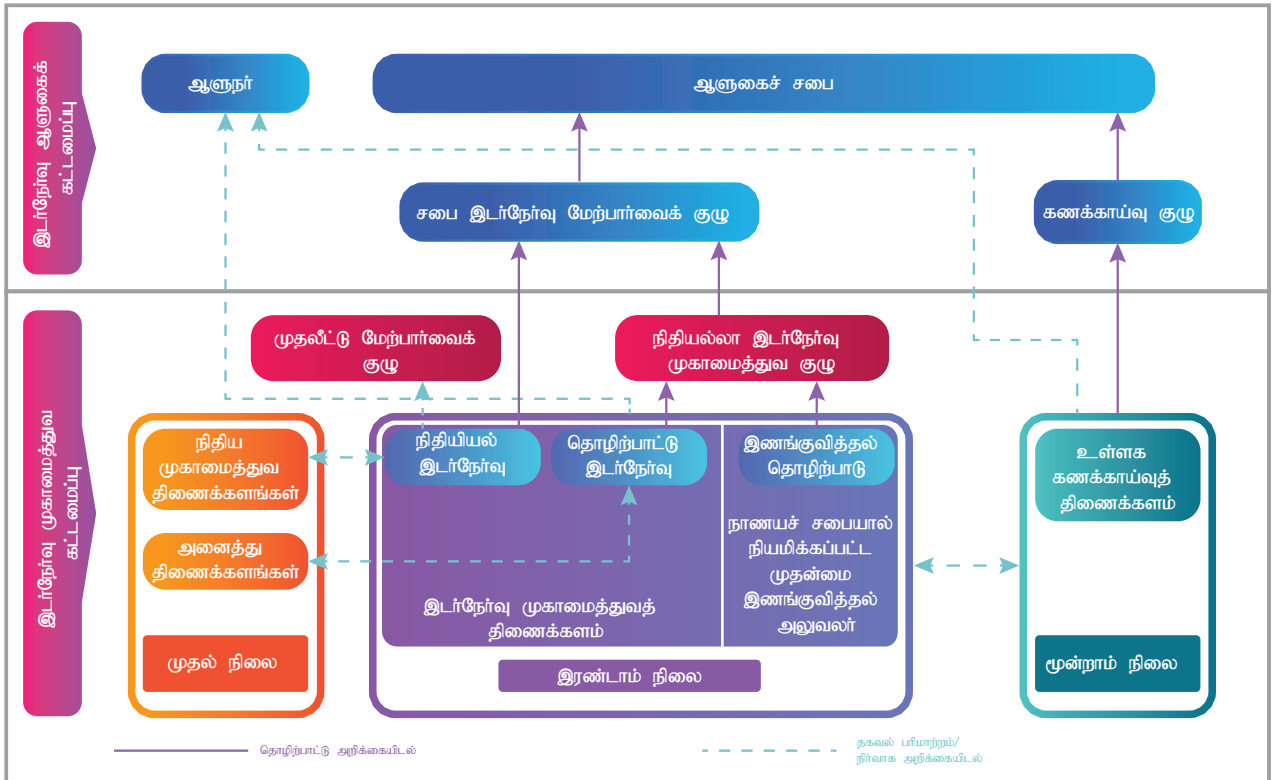 இடர்நேர்வு ஆளுகைக்
கட்டமைப்பு
ஆளுநர்
ஆளுகைச் சபை
சபை இடர்நேர்வு மேற்பார்வைக் குழு
கணக்காய்வு குழு
இடர்நேர்வு முகாமைத்துவ
கட்டமைப்பு
முதலீட்டு மேற்பார்வைக்
குழு
நிதியல்லா இடர்நேர்வு
முகாமைத்துவ குழு
நிதிய
முகாமைத்துவ
திணைக்களங்கள்
அனைத்து
திணைக்களங்கள்
முதல் நிலை
நிதியியல்
இடர்நேர்வு
தொழிற்பாட்டு
இடர்நேர்வு
இடர்நேர்வு முகாமைத்துவத்
திணைக்களம்
இணங்குவித்தல்
தொழிற்பாடு
நாணயச் சபையால்
நியமிக்கப்பட்ட
முதன்மை
இணங்குவித்தல்
அலுவலர்
இரண்டாம் நிலை
உள்ளக
கணக்காய்வுத்
திணைக்களம்
மூன்றாம் நிலை
தொழிற்பாட்டு அறிக்கையிடல்
தகவல் பரிமாற்றம்/
நிர்வாக அறிக்கையிடல்